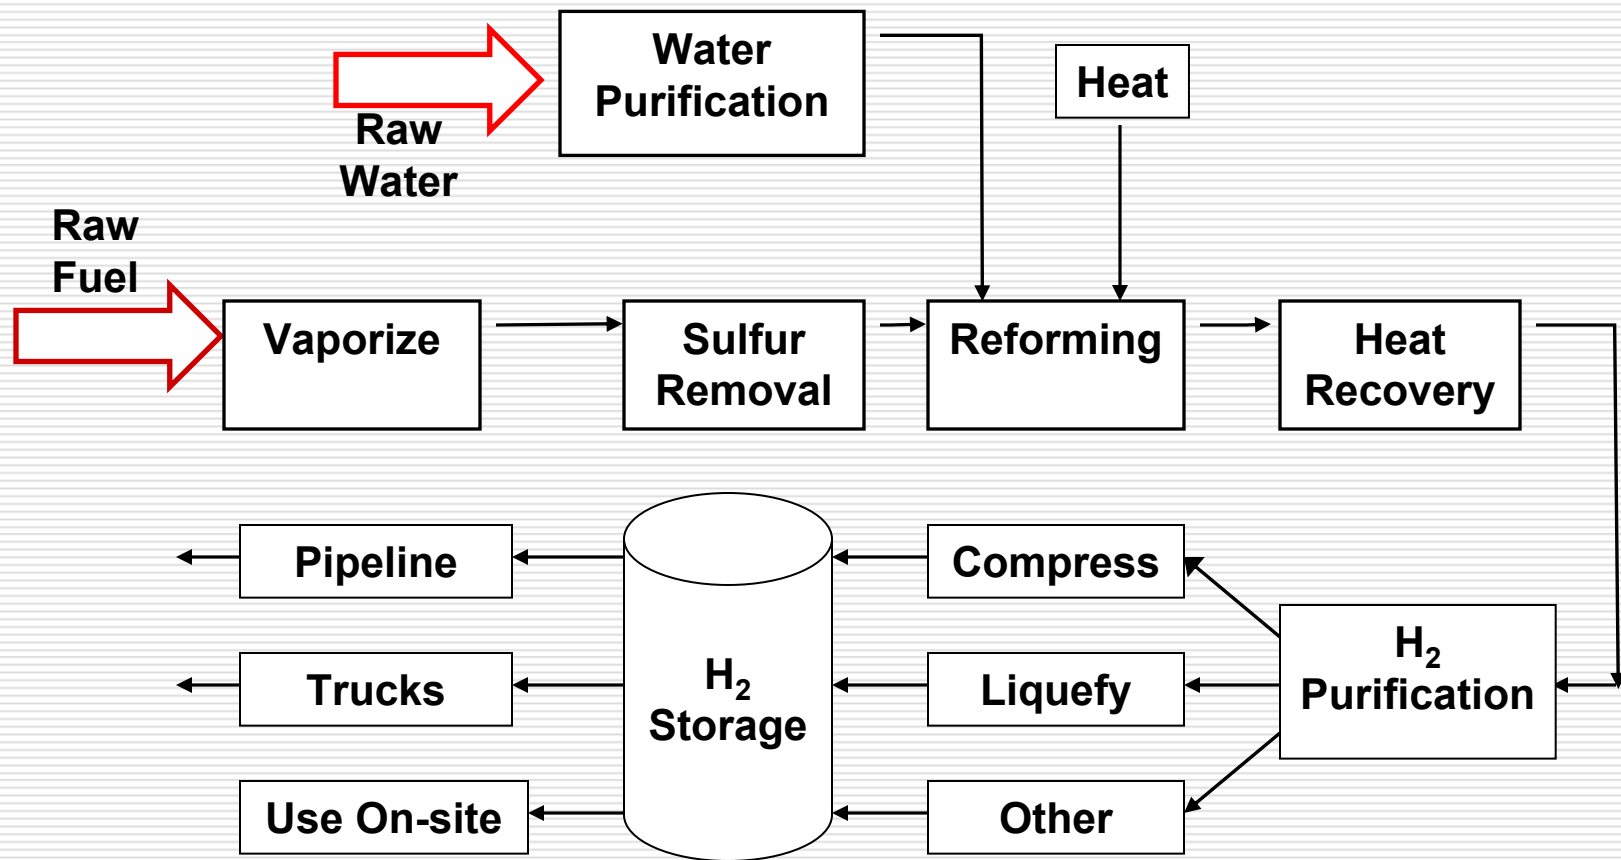 Water
Purification
Heat
Raw
Water
Raw
Fuel
Vaporize
Sulfur
Removal
Reforming
Heat
Recovery
Pipeline
Compress
H₂
Storage
H₂
Purification
Trucks
Liquefy
Use On-site
Other